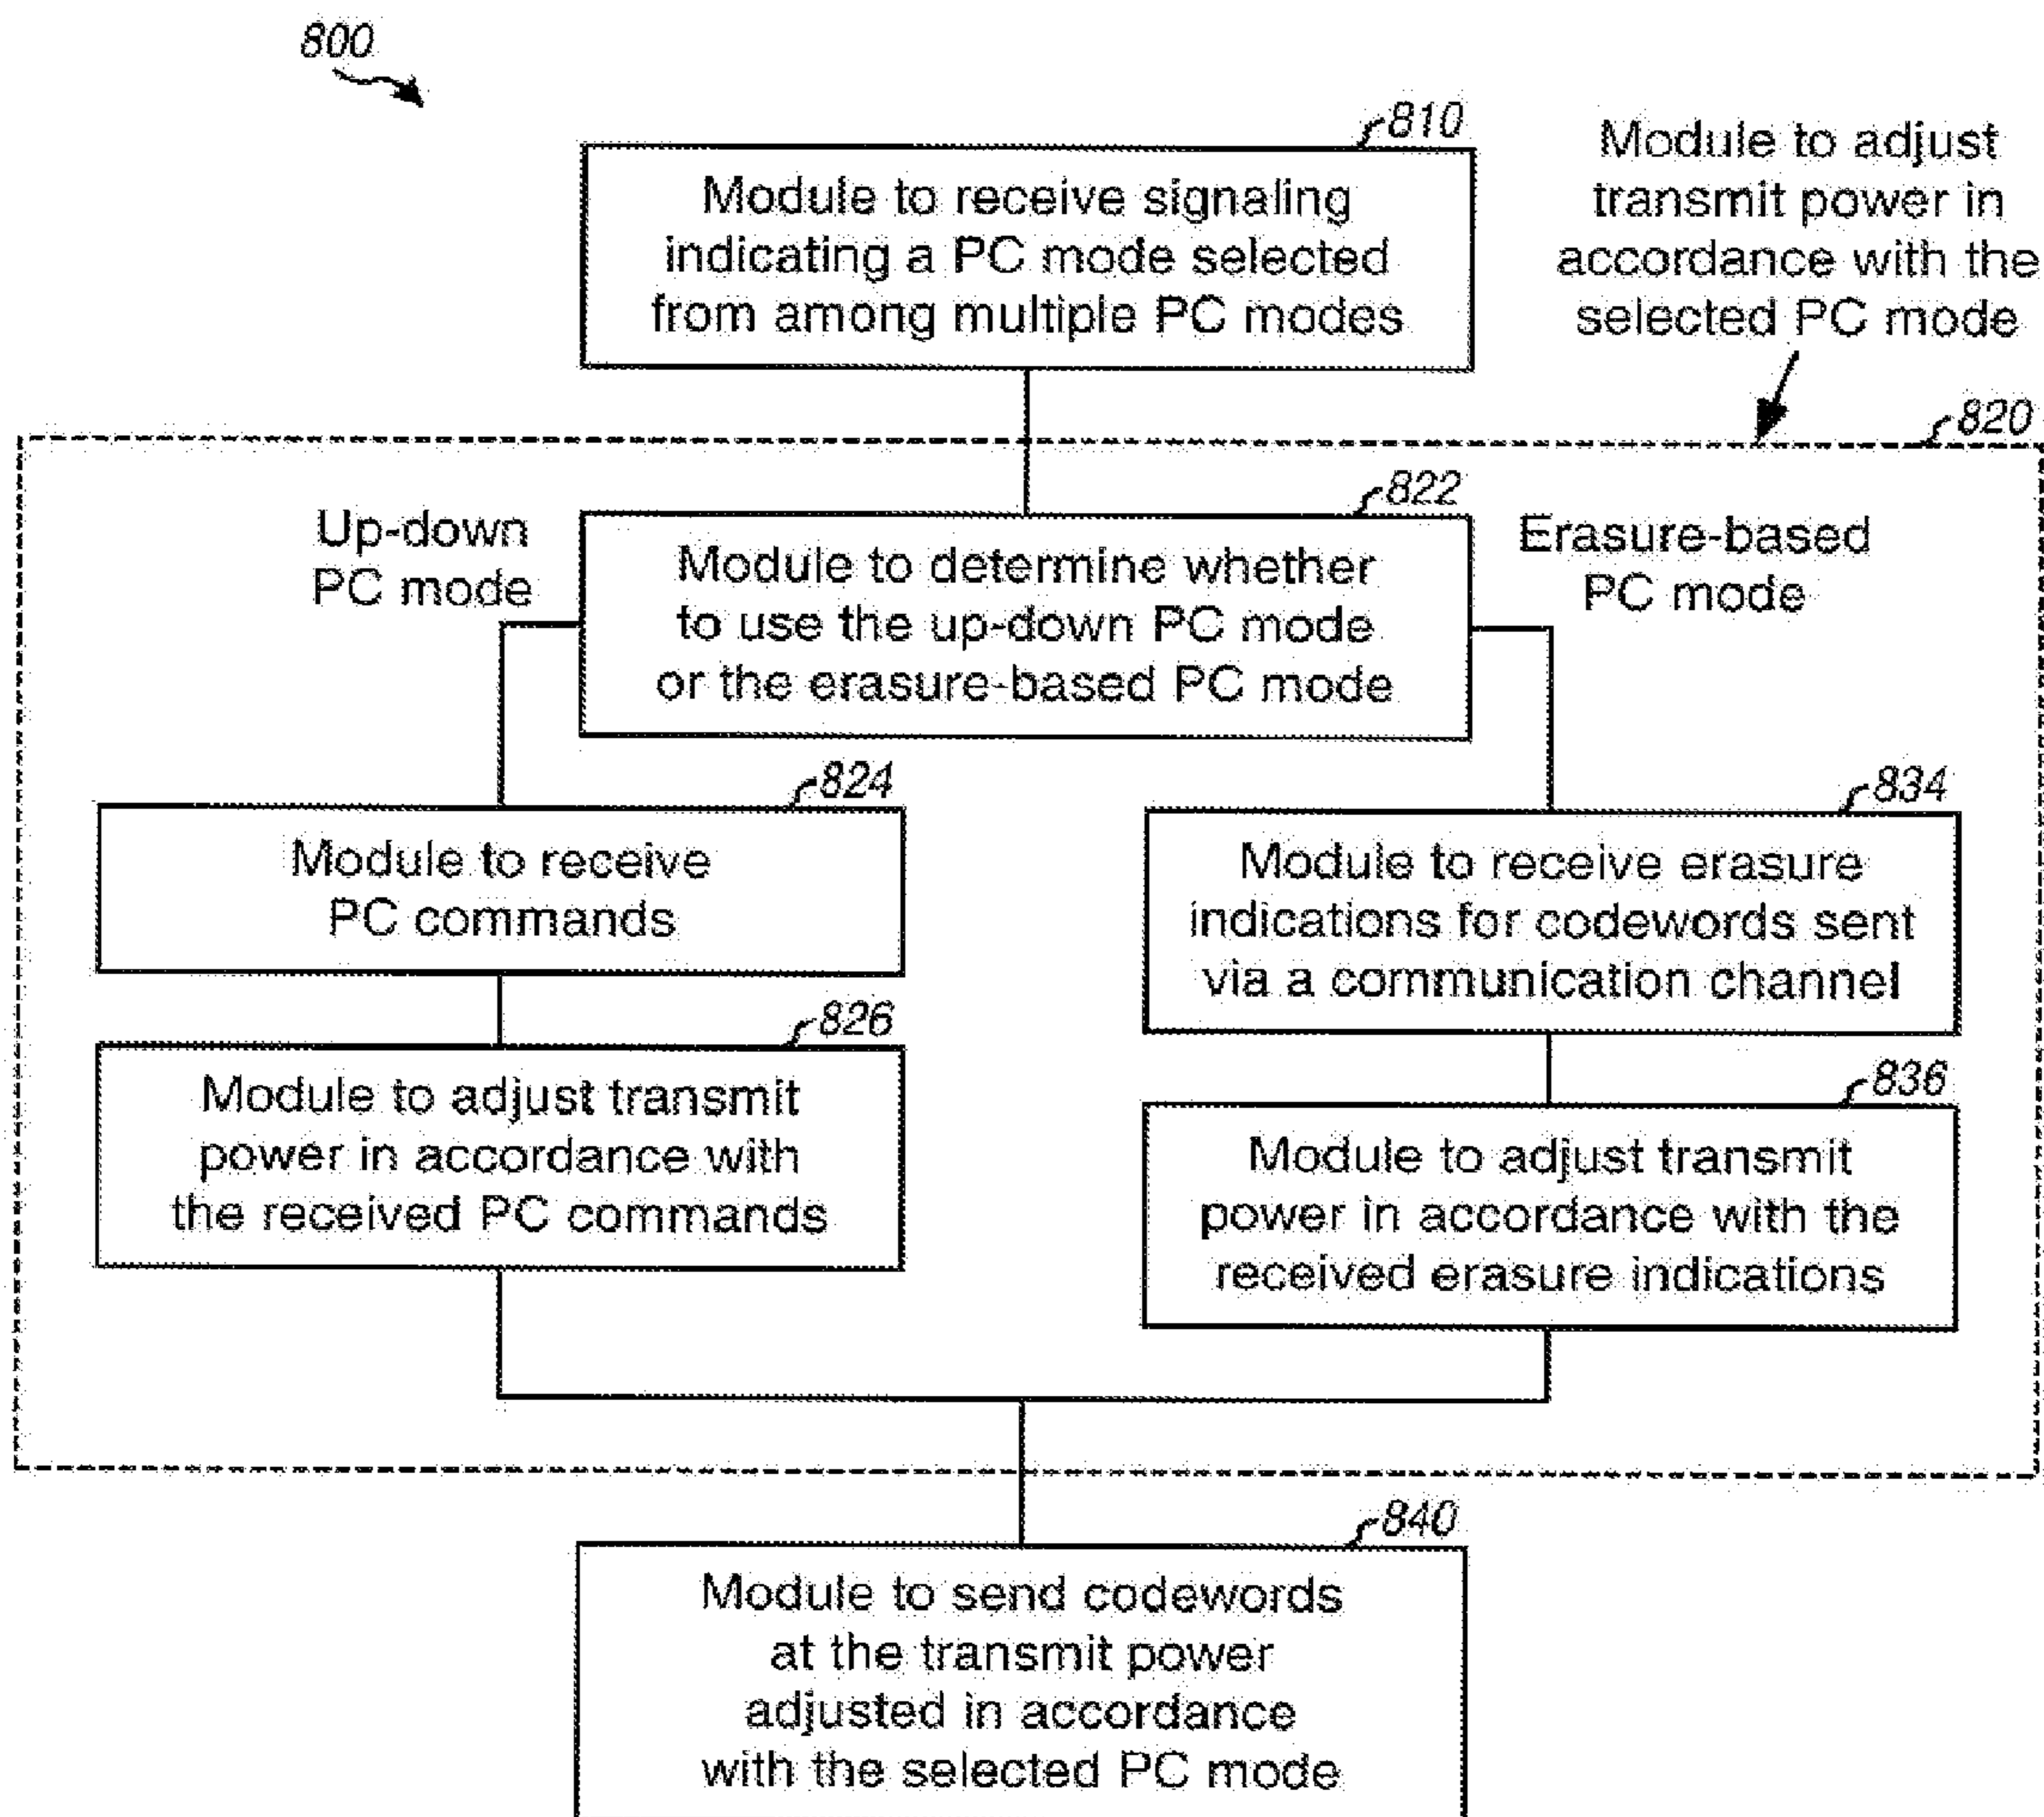 800
810
Module to receive signaling
indicating a PC mode selected
from among multiple PC modes
Module to adjust
transmit power in
accordance with the
selected PC mode
820
Up-down
PC mode
822
Module to determine whether
to use the up-down PC mode
or the erasure-based PC mode
Erasure-based
PC mode
824
Module to receive
PC commands
834
Module to receive erasure
indications for codewords sent
via a communication channel
826
Module to adjust transmit
power in accordance with
the received PC commands
836
Module to adjust transmit
power in accordance with the
received erasure indications
840
Module to send codewords
at the transmit power
adjusted in accordance
with the selected PC mode